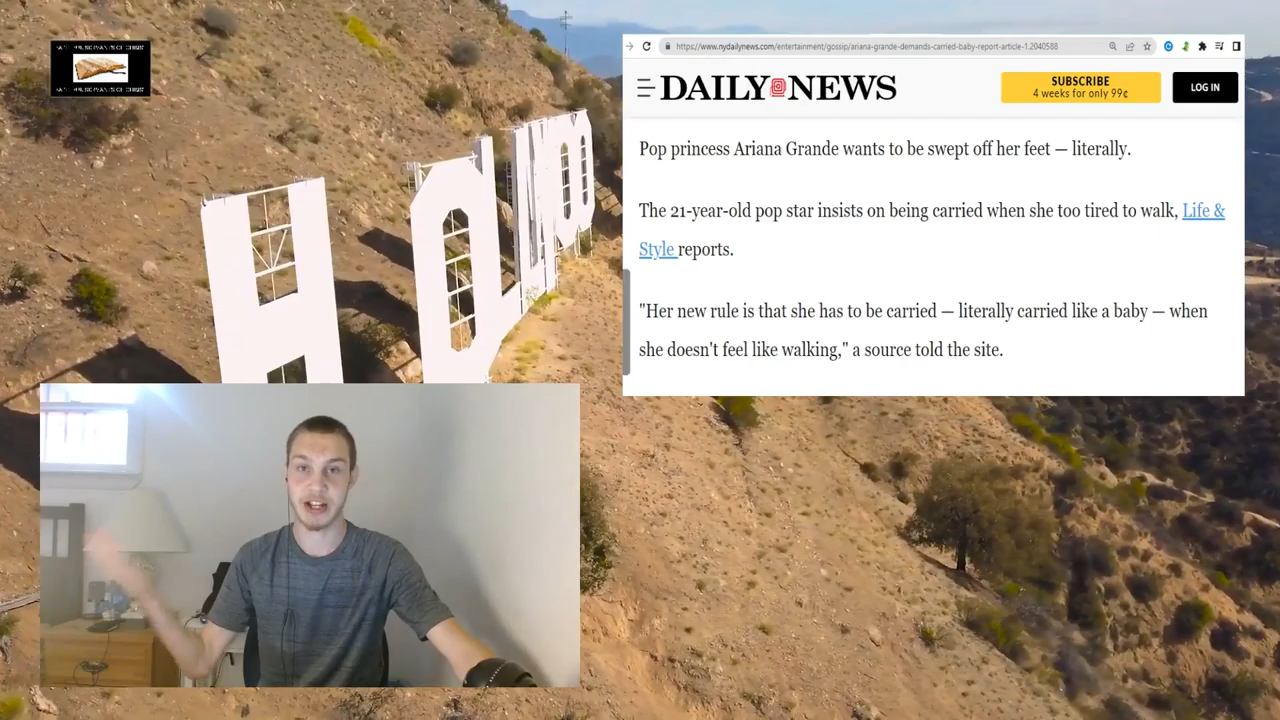 https://www.nydailynews.com/entertainment/gossip/ariana-grande-demands-carried-baby-report-article-1.2040588
DAILY NEWS
SUBSCRIBE
4 weeks for only 99¢
LOG IN
Pop princess Ariana Grande wants to be swept off her feet — literally.
The 21-year-old pop star insists on being carried when she too tired to walk, Life &
Style reports.
"Her new rule is that she has to be carried — literally carried like a baby — when
she doesn't feel like walking," a source told the site.